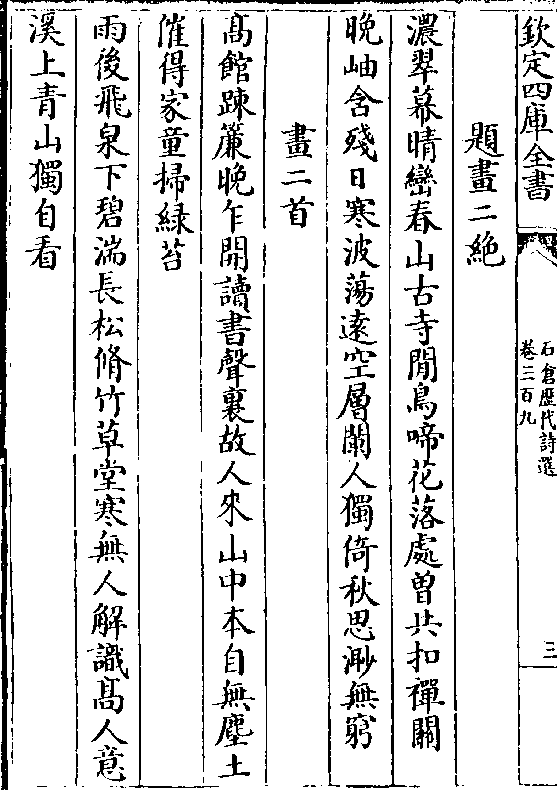 欽定四庫全書
石倉歷代詩選
卷三百九
三
題畫二絶
濃翠幕晴巒春山古寺閒鳥啼花落處曽共扣禪關
晚岫含殘日寒波蕩逺空層闌人獨倚秋思渺無窮
畫二首
髙館踈簾晚乍開讀書聲裏故人來山中本自無塵土
催得家童掃緑苔
雨後飛泉下碧湍長松脩竹草堂寒無人解識髙人意
溪上青山獨自看